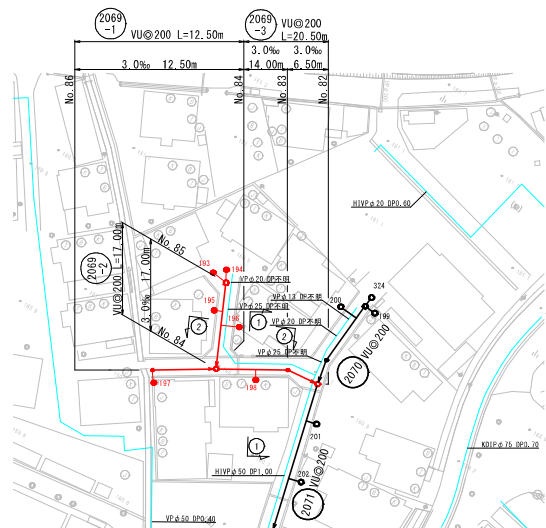 2069
-1
VU◎200 L=12.50m
2069
-3
VU◎200
L=20.50m
3.0‰ 12.50m
3.0‰
14.00m
3.0‰
6.50m
No.86
No.84
No.83
No.82
HIVPφ20 DP0.60
2069
-2
VU◎200 L=17.00m
3.0‰ 17.00m
No.85
No.84
193
194
VPφ20 DP不明
195
VPφ25 DP不明
196
VPφ13 DP不明
200
324
199
VPφ20 DP不明
VPφ25 DP不明
2
1
2
2070
VU◎200
197
198
201
1
HIVPφ50 DP1.00
202
2071
VU◎200
KDIPφ75 DP0.70
VPφ50 DP0.40